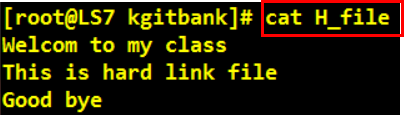 [root@LS7 kgitbank]# cat H_file
Welcom to my class
This is hard link file
Good bye